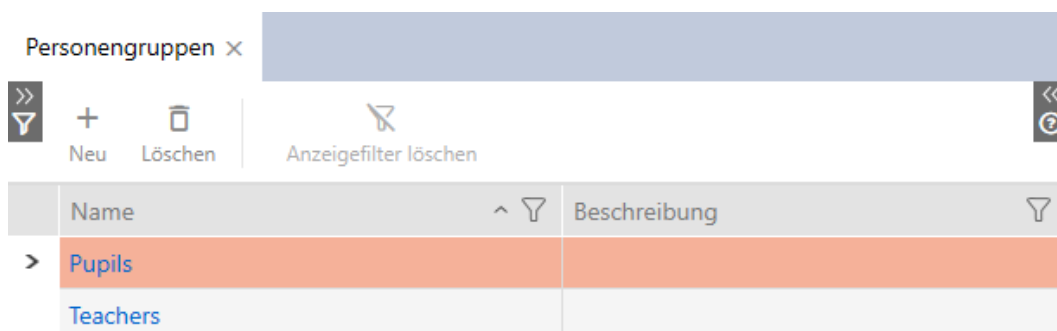 Personengruppen
Neu Löschen Anzeigefilter löschen
Name Beschreibung
Pupils
Teachers